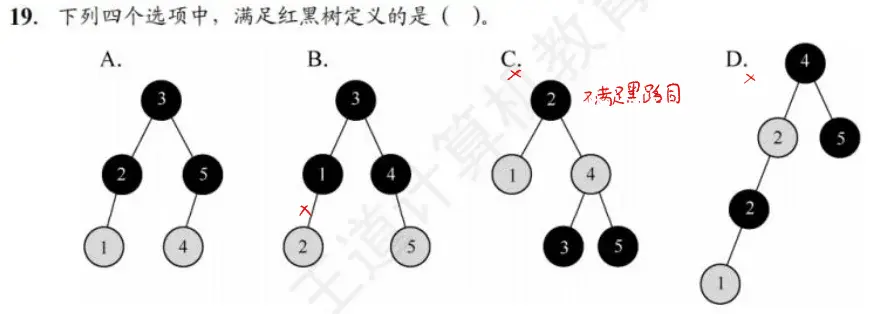 19. 下列四个选项中，满足红黑树定义的是（ ）。
A. B. C. D.
× 不满足黑路同 ×
3 3 2 4
2 5 1 4 1 4 2 5
× 3 5 2
1 4 2 5 1
王道计算机教育